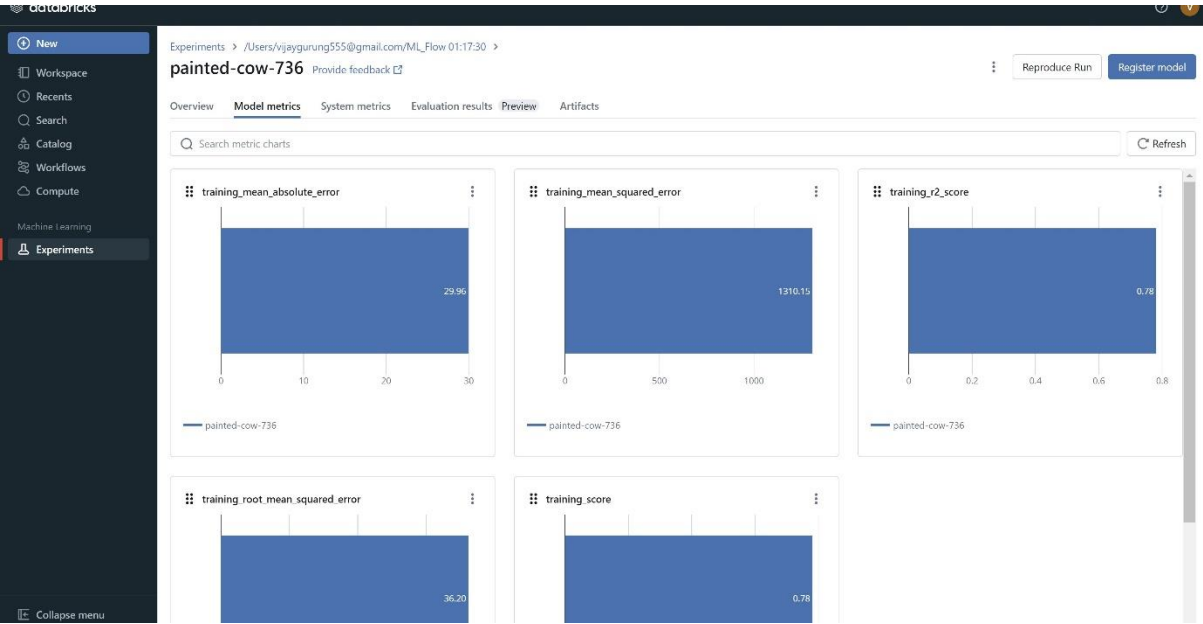 databricks
New
Workspace
Recents
Search
Catalog
Workflows
Compute
Machine Learning
Experiments
Collapse menu
Experiments > /Users/vijaygurung555@gmail.com/ML_Flow 01:17:30 >
painted-cow-736 Provide feedback
Reproduce Run
Register model
Overview Model metrics System metrics Evaluation results Preview Artifacts
Search metric charts
Refresh
training_mean_absolute_error
29.96
0 10 20 30
painted-cow-736
training_mean_squared_error
1310.15
0 500 1000
painted-cow-736
training_r2_score
0.78
0 0.2 0.4 0.6 0.8
painted-cow-736
training_root_mean_squared_error
36.20
training_score
0.78